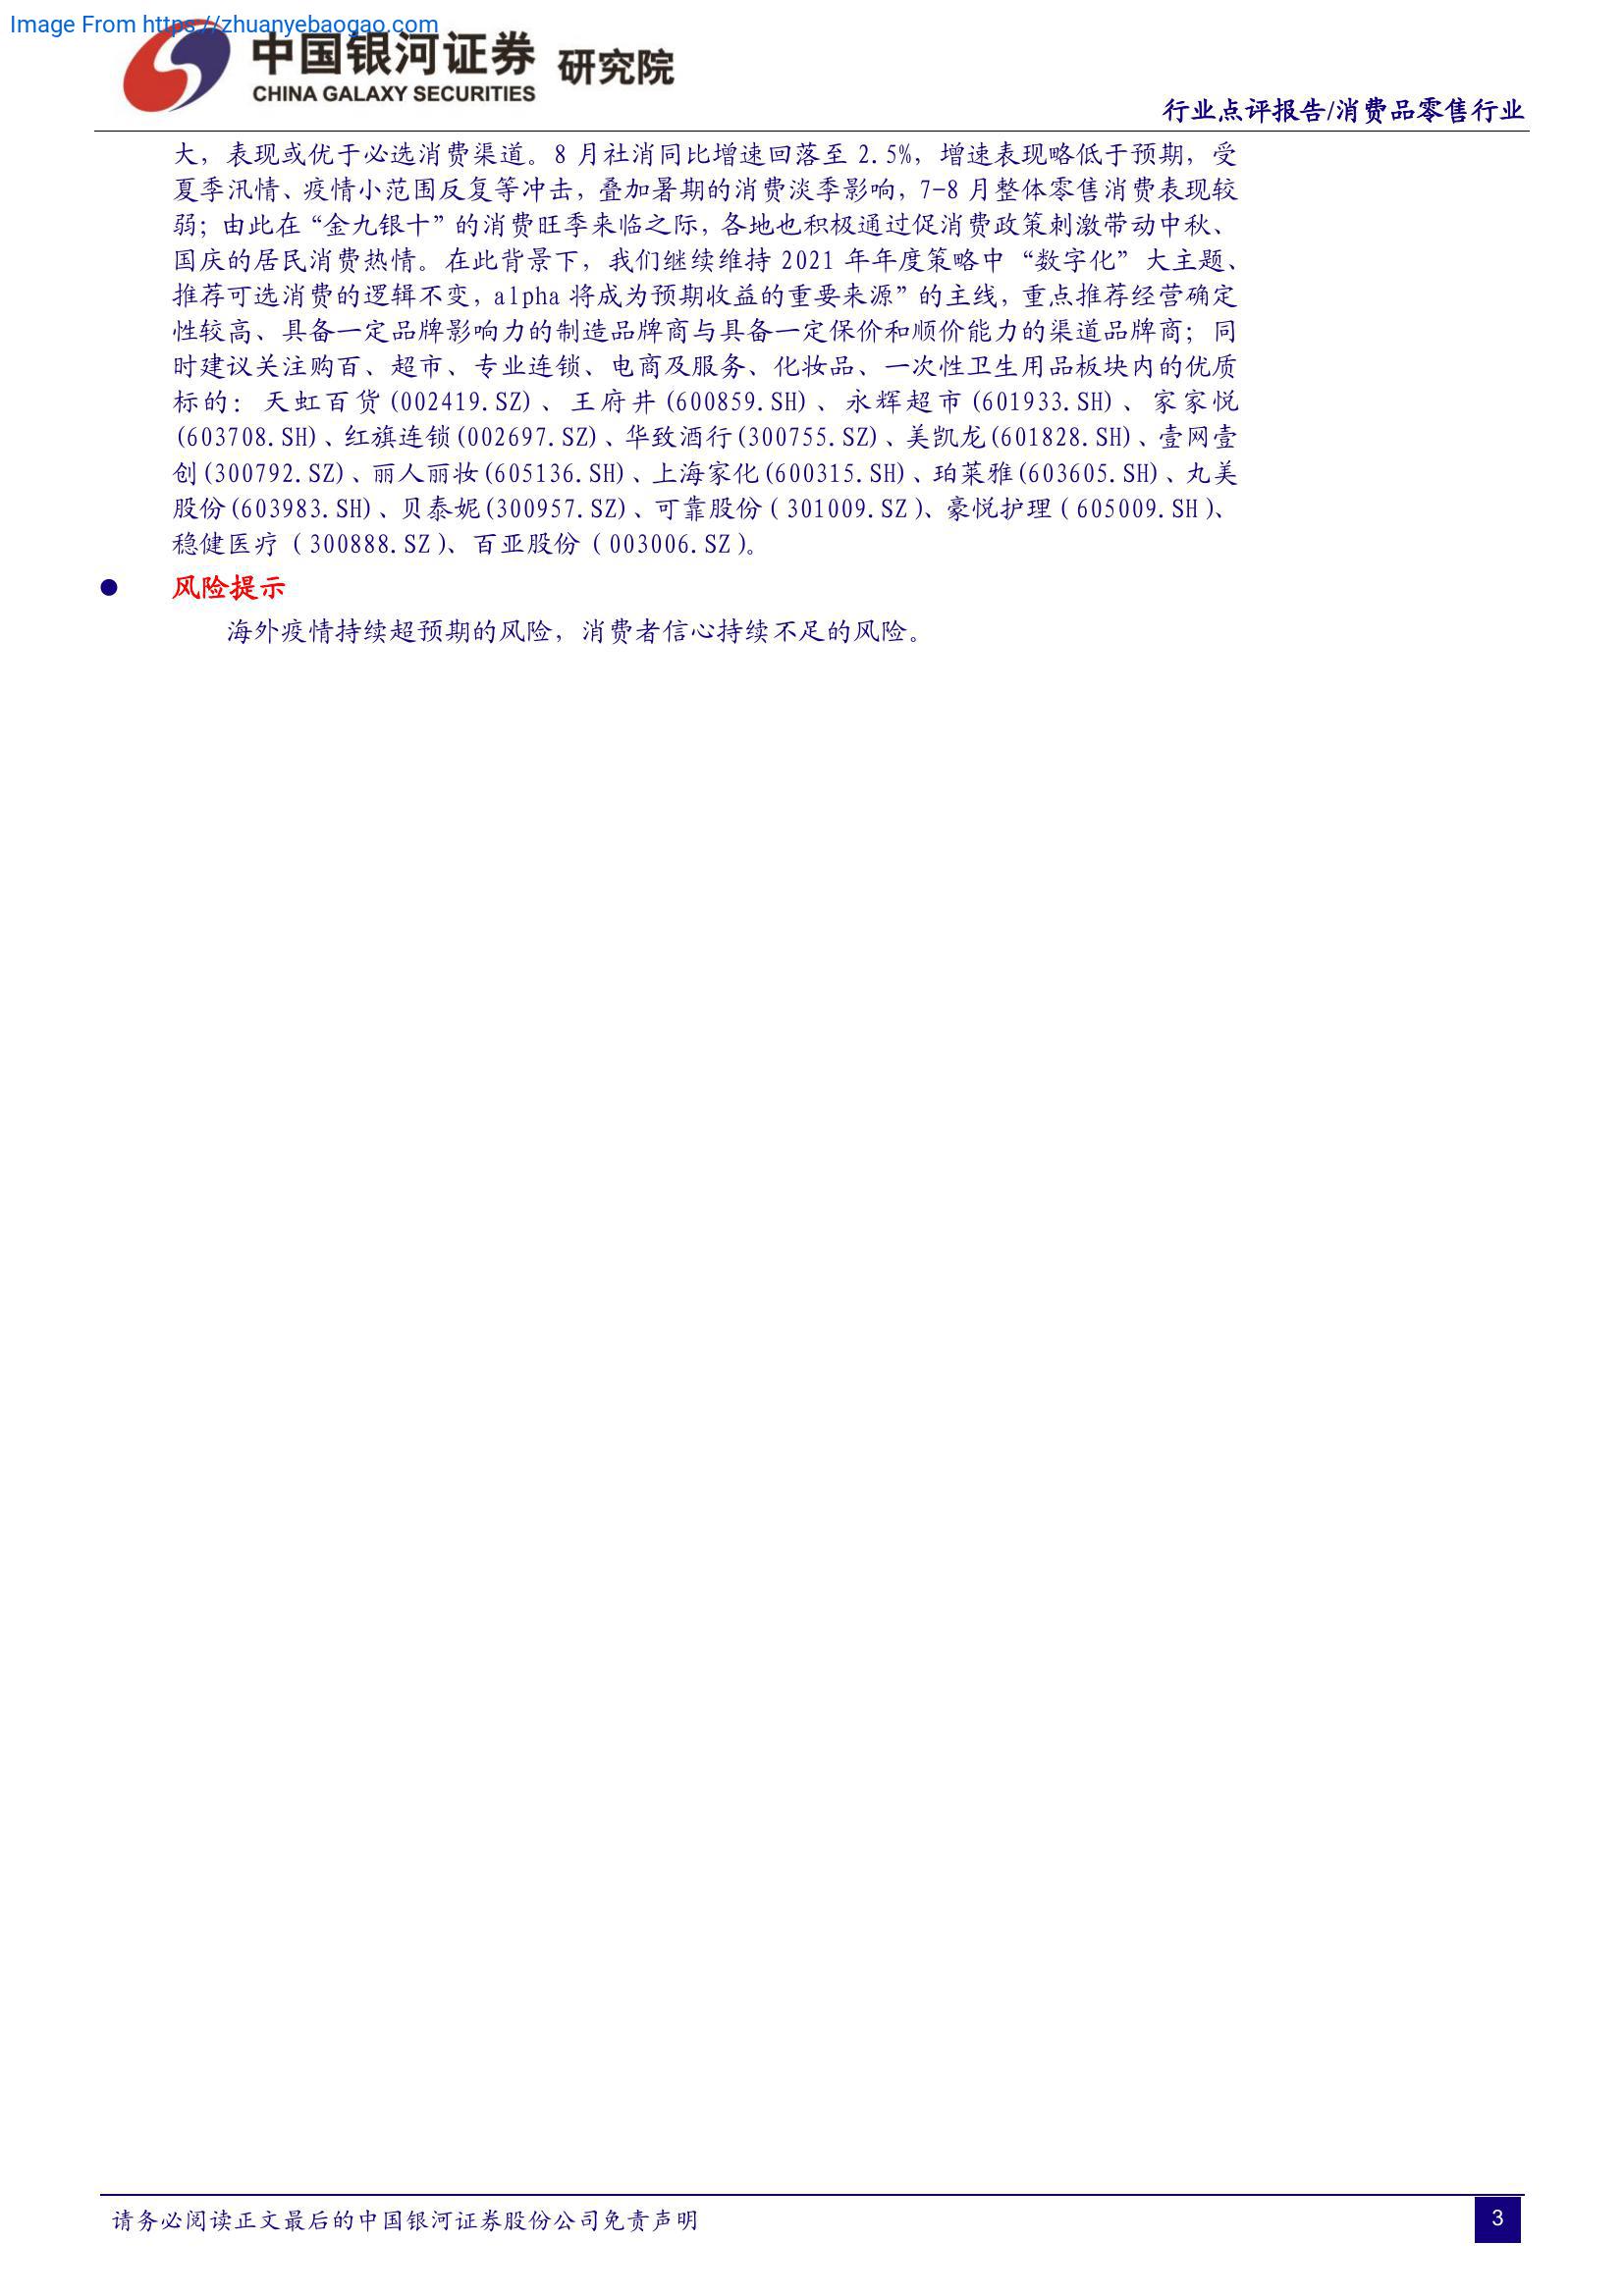 Image From https://zhuanyebaogao.com
中国银河证券 研究院
CHINA GALAXY SECURITIES
行业点评报告/消费品零售行业
大，表现或优于必选消费渠道。8 月社消同比增速回落至 2.5%，增速表现略低于预期，受
夏季汛情、疫情小范围反复等冲击，叠加暑期的消费淡季影响，7-8 月整体零售消费表现较
弱；由此在“金九银十”的消费旺季来临之际，各地也积极通过促消费政策刺激带动中秋、
国庆的居民消费热情。在此背景下，我们继续维持 2021 年年度策略中 “数字化” 大主题、
推荐可选消费的逻辑不变，alpha 将成为预期收益的重要来源”的主线，重点推荐经营确定
性较高、具备一定品牌影响力的制造品牌商与具备一定保价和顺价能力的渠道品牌商；同
时建议关注购百、超市、专业连锁、电商及服务、化妆品、一次性卫生用品板块内的优质
标的：天虹百货(002419.SZ)、王府井(600859.SH)、永辉超市(601933.SH)、家家悦
(603708.SH)、红旗连锁(002697.SZ)、华致酒行(300755.SZ)、美凯龙(601828.SH)、壹网壹
创(300792.SZ)、丽人丽妆(605136.SH)、上海家化(600315.SH)、珀莱雅(603605.SH)、丸美
股份(603983.SH)、贝泰妮(300957.SZ)、可靠股份（301009.SZ）、豪悦护理（605009.SH）、
稳健医疗（300888.SZ）、百亚股份（003006.SZ）。
● 风险提示
海外疫情持续超预期的风险，消费者信心持续不足的风险。
请务必阅读正文最后的中国银河证券股份公司免责声明
3